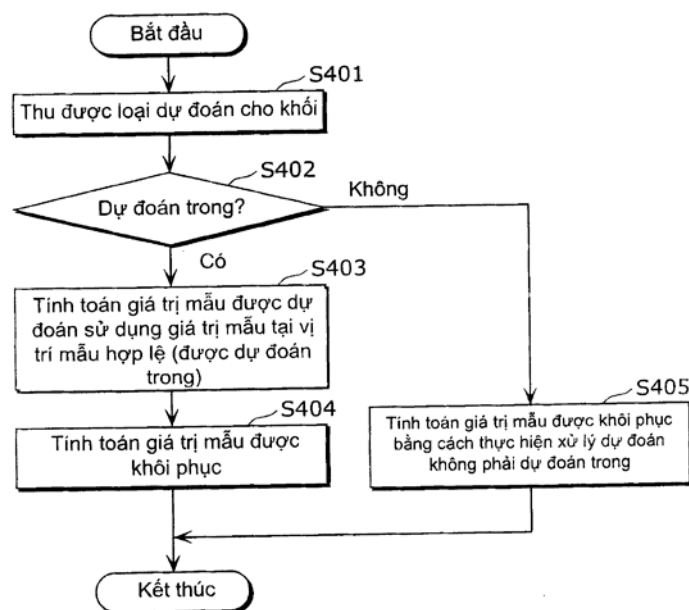 Bắt đầu
S401
Thu được loại dự đoán cho khối
S402
Dự đoán trong?
Không
Có
S403
Tính toán giá trị mẫu được dự
đoán sử dụng giá trị mẫu tại vị
trí mẫu hợp lệ (được dự đoán
trong)
S404
Tính toán giá trị mẫu được
khôi phục
S405
Tính toán giá trị mẫu được khôi phục
bằng cách thực hiện xử lý dự đoán
không phải dự đoán trong
Kết thúc